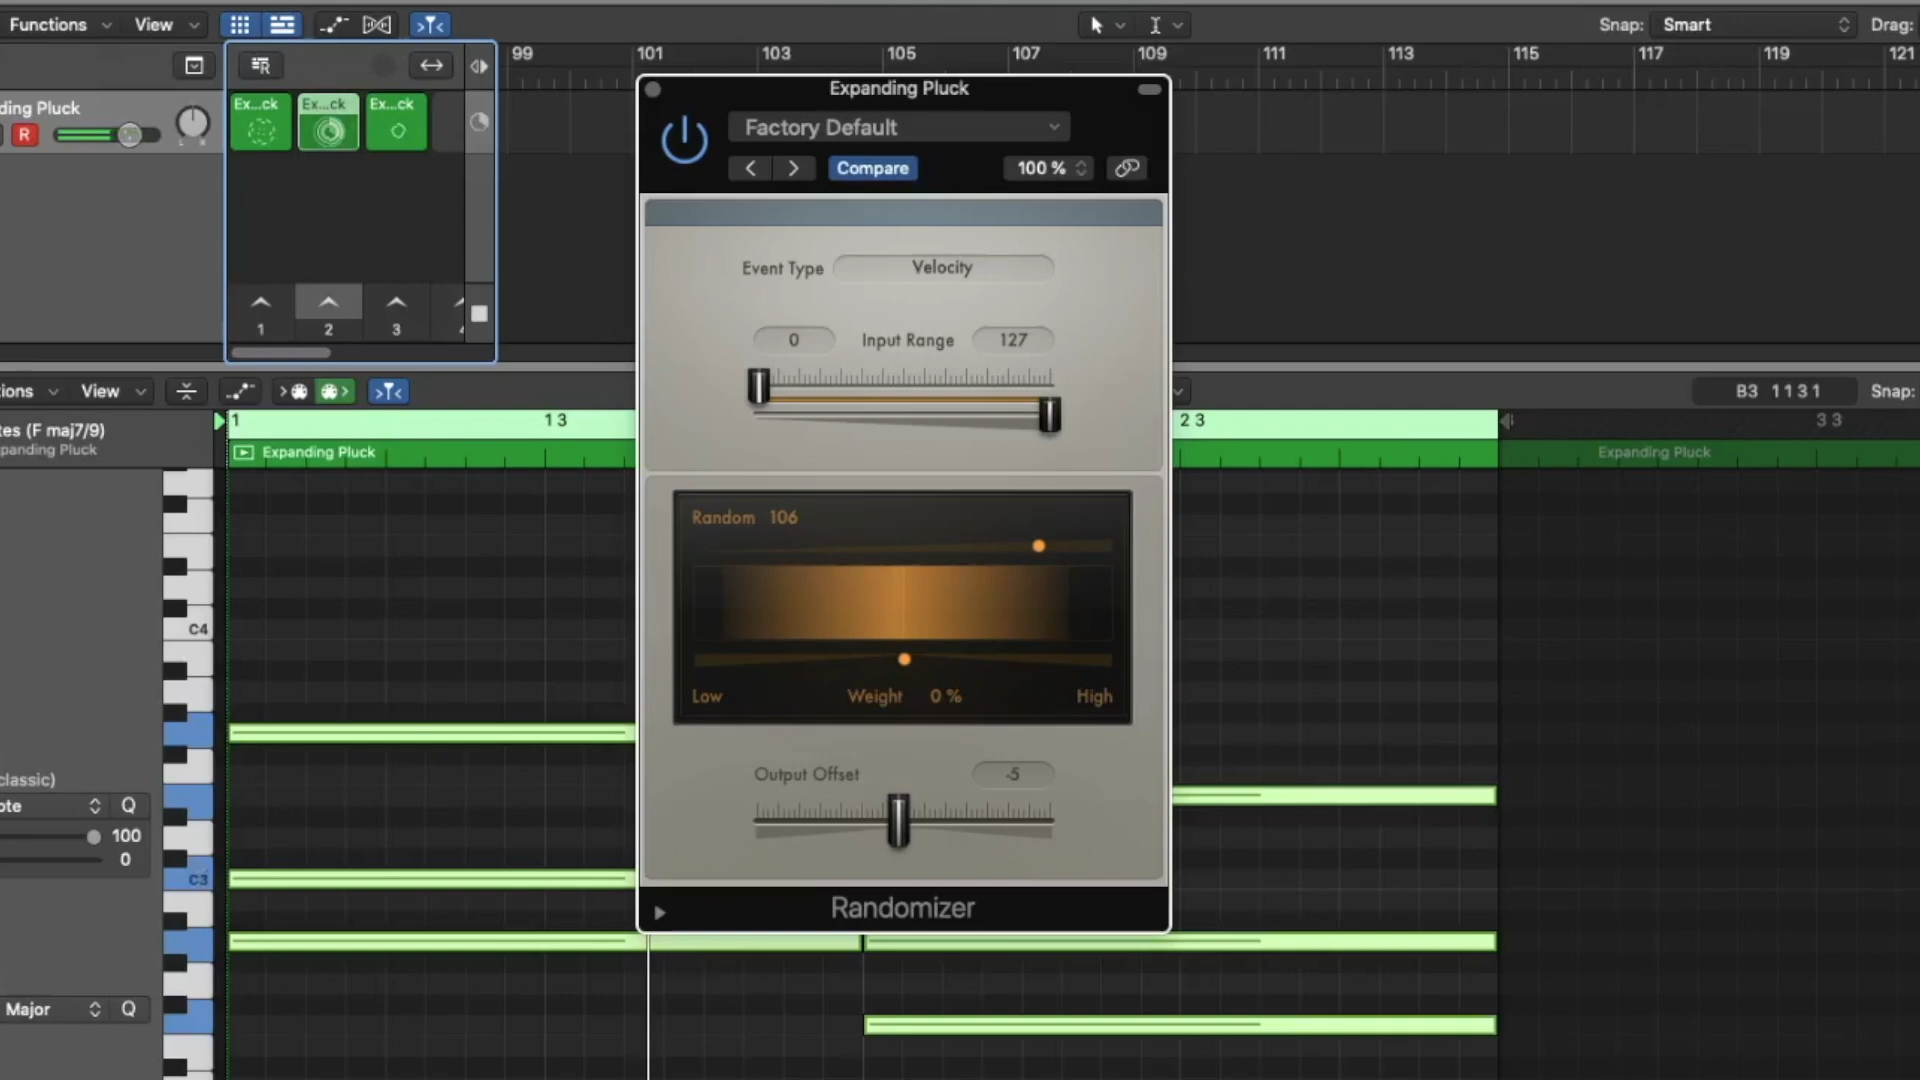 Functions View Snap: Smart Drag:
99 101 103 105 107 109 111 113 115 117 119 121
ding Pluck
R
Ex...ck Ex...ck Ex...ck
1 2 3
Expanding Pluck
Factory Default
Compare 100 %
Event Type Velocity
0 Input Range 127
Random 106
Low Weight 0 % High
Output Offset -5
Randomizer
ions View B3 1 1 3 1 Snap:
1 1 3 2 3 3 3
tes (F maj7/9)
panding Pluck
Expanding Pluck Expanding Pluck
C4
classic)
ote Q
100
0
C3
Major Q